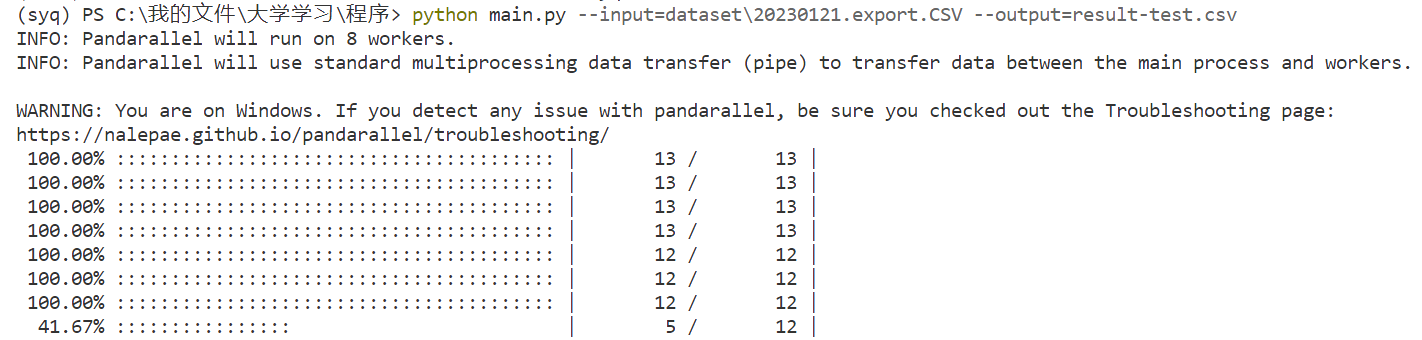 (syq) PS C:\我的文件\大学学习\程序> python main.py --input=dataset\20230121.export.CSV --output=result-test.csv
INFO: Pandarallel will run on 8 workers.
INFO: Pandarallel will use standard multiprocessing data transfer (pipe) to transfer data between the main process and workers.
WARNING: You are on Windows. If you detect any issue with pandarallel, be sure you checked out the Troubleshooting page:
https://nalepae.github.io/pandarallel/troubleshooting/
100.00% :::::::::::::::::::::::::::::::::::::::: | 13 / 13 |
100.00% :::::::::::::::::::::::::::::::::::::::: | 13 / 13 |
100.00% :::::::::::::::::::::::::::::::::::::::: | 13 / 13 |
100.00% :::::::::::::::::::::::::::::::::::::::: | 13 / 13 |
100.00% :::::::::::::::::::::::::::::::::::::::: | 12 / 12 |
100.00% :::::::::::::::::::::::::::::::::::::::: | 12 / 12 |
100.00% :::::::::::::::::::::::::::::::::::::::: | 12 / 12 |
41.67% :::::::::::::::: | 5 / 12 |